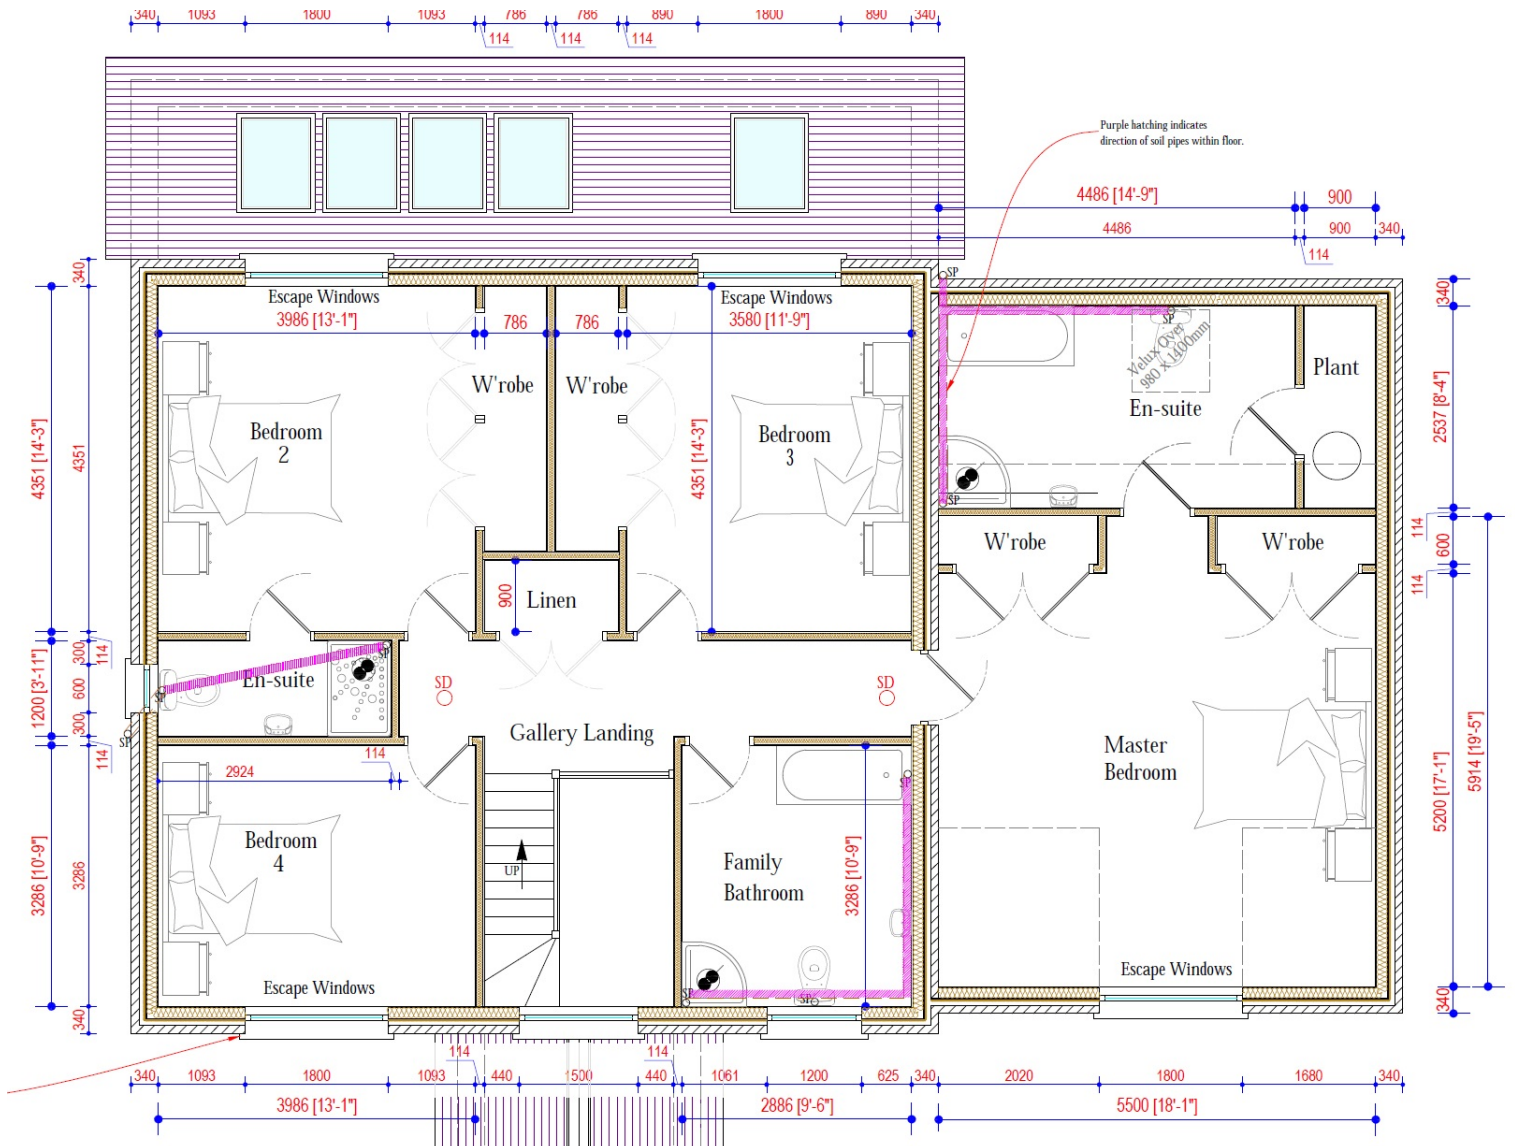 340 1093 1800 1093 786 786 890 1800 890 340
114 114 114
Purple hatching indicates
direction of soil pipes within floor.
4486 [14'-9"] 900
4486 900 340
114
SP
340
Escape Windows
3986 [13'-1"]
786 786
Escape Windows
3580 [11'-9"]
340
SP
Velux Over
980 x 1400mm
Plant
W'robe W'robe
En-suite
Bedroom
2
Bedroom
3
4351 [14'-3"]
4351
4351 [14'-3"]
2537 [8'-4"]
SP
W'robe W'robe
114
600
114
900
Linen
1200 [3'-11"]
300
600
300
114
114
SP
En-suite
SP
SP
SD SD
Gallery Landing
Master
Bedroom
5200 [17'-1"]
5914 [19'-5"]
2924
114
SP
Bedroom
4
UP
Family
Bathroom
3286 [10'-9"]
3286
3286 [10'-9"]
Escape Windows
Escape Windows
SP
SP
340
340
114 114
340 1093 1800 1093 440 1500 440 1061 1200 625 340 2020 1800 1680 340
3986 [13'-1"] 2886 [9'-6"] 5500 [18'-1"]